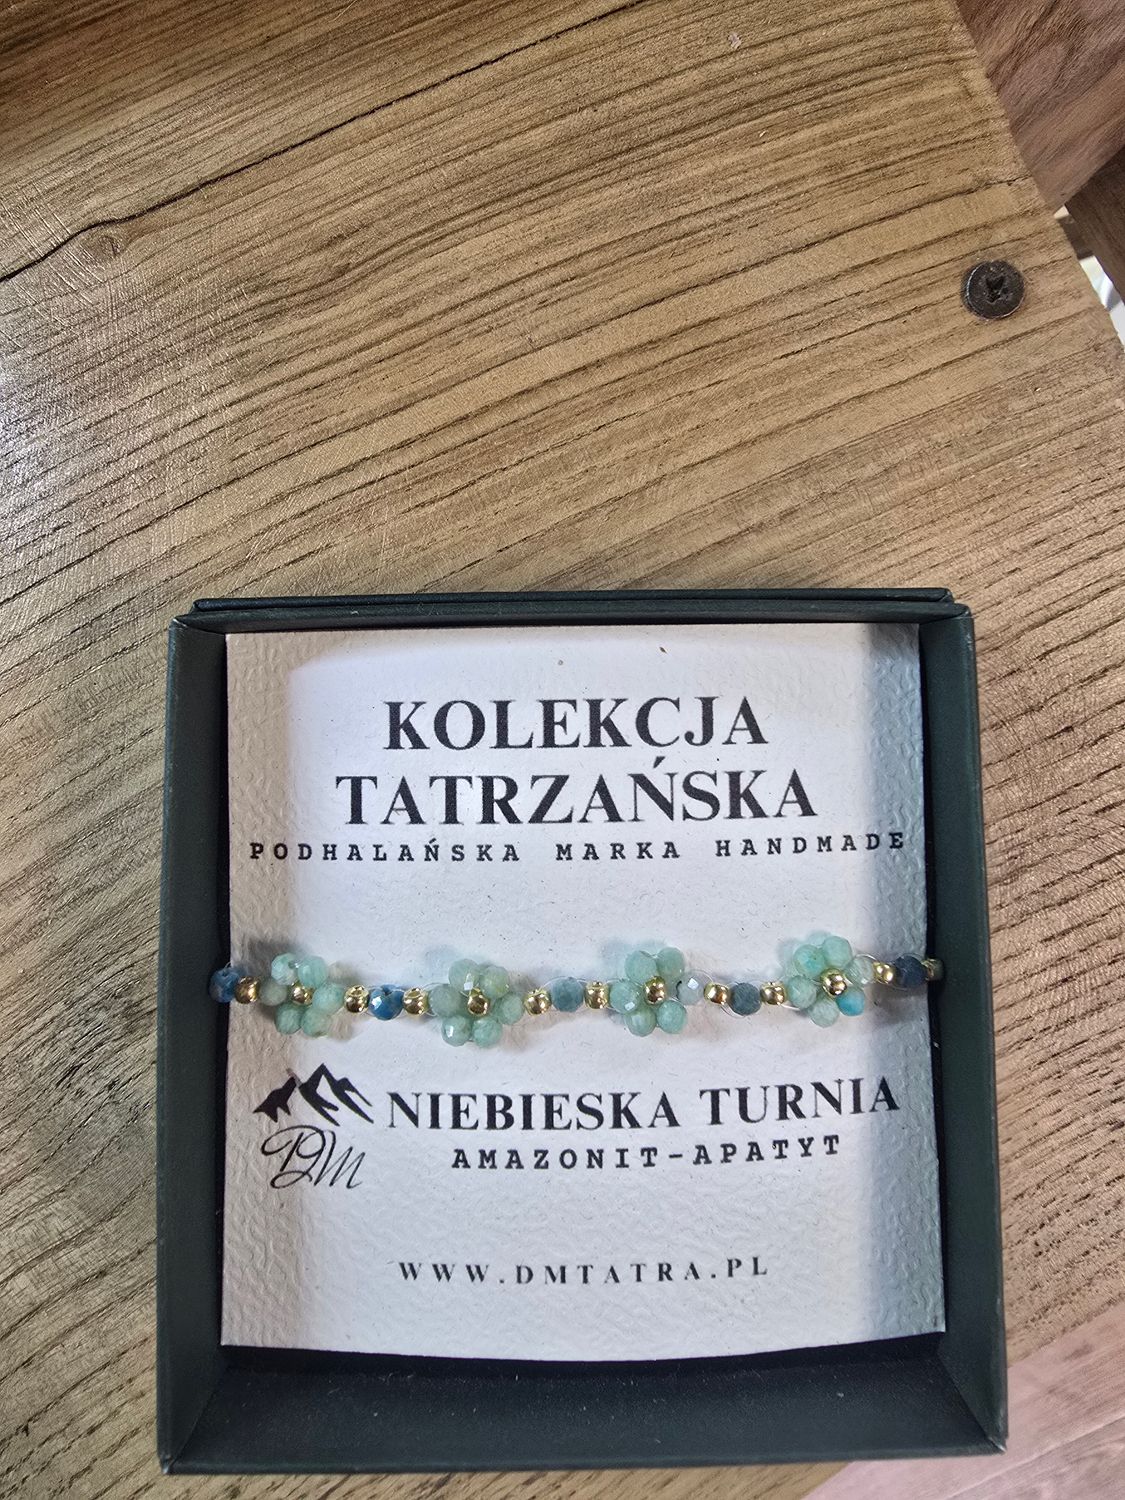 KOLEKCJA
TATRZAŃSKA
PODHALAŃSKA MARKA HANDMADE
NIEBIESKA TURNIA
DM
AMAZONIT-APATYT
WWW.DMTATRA.PL